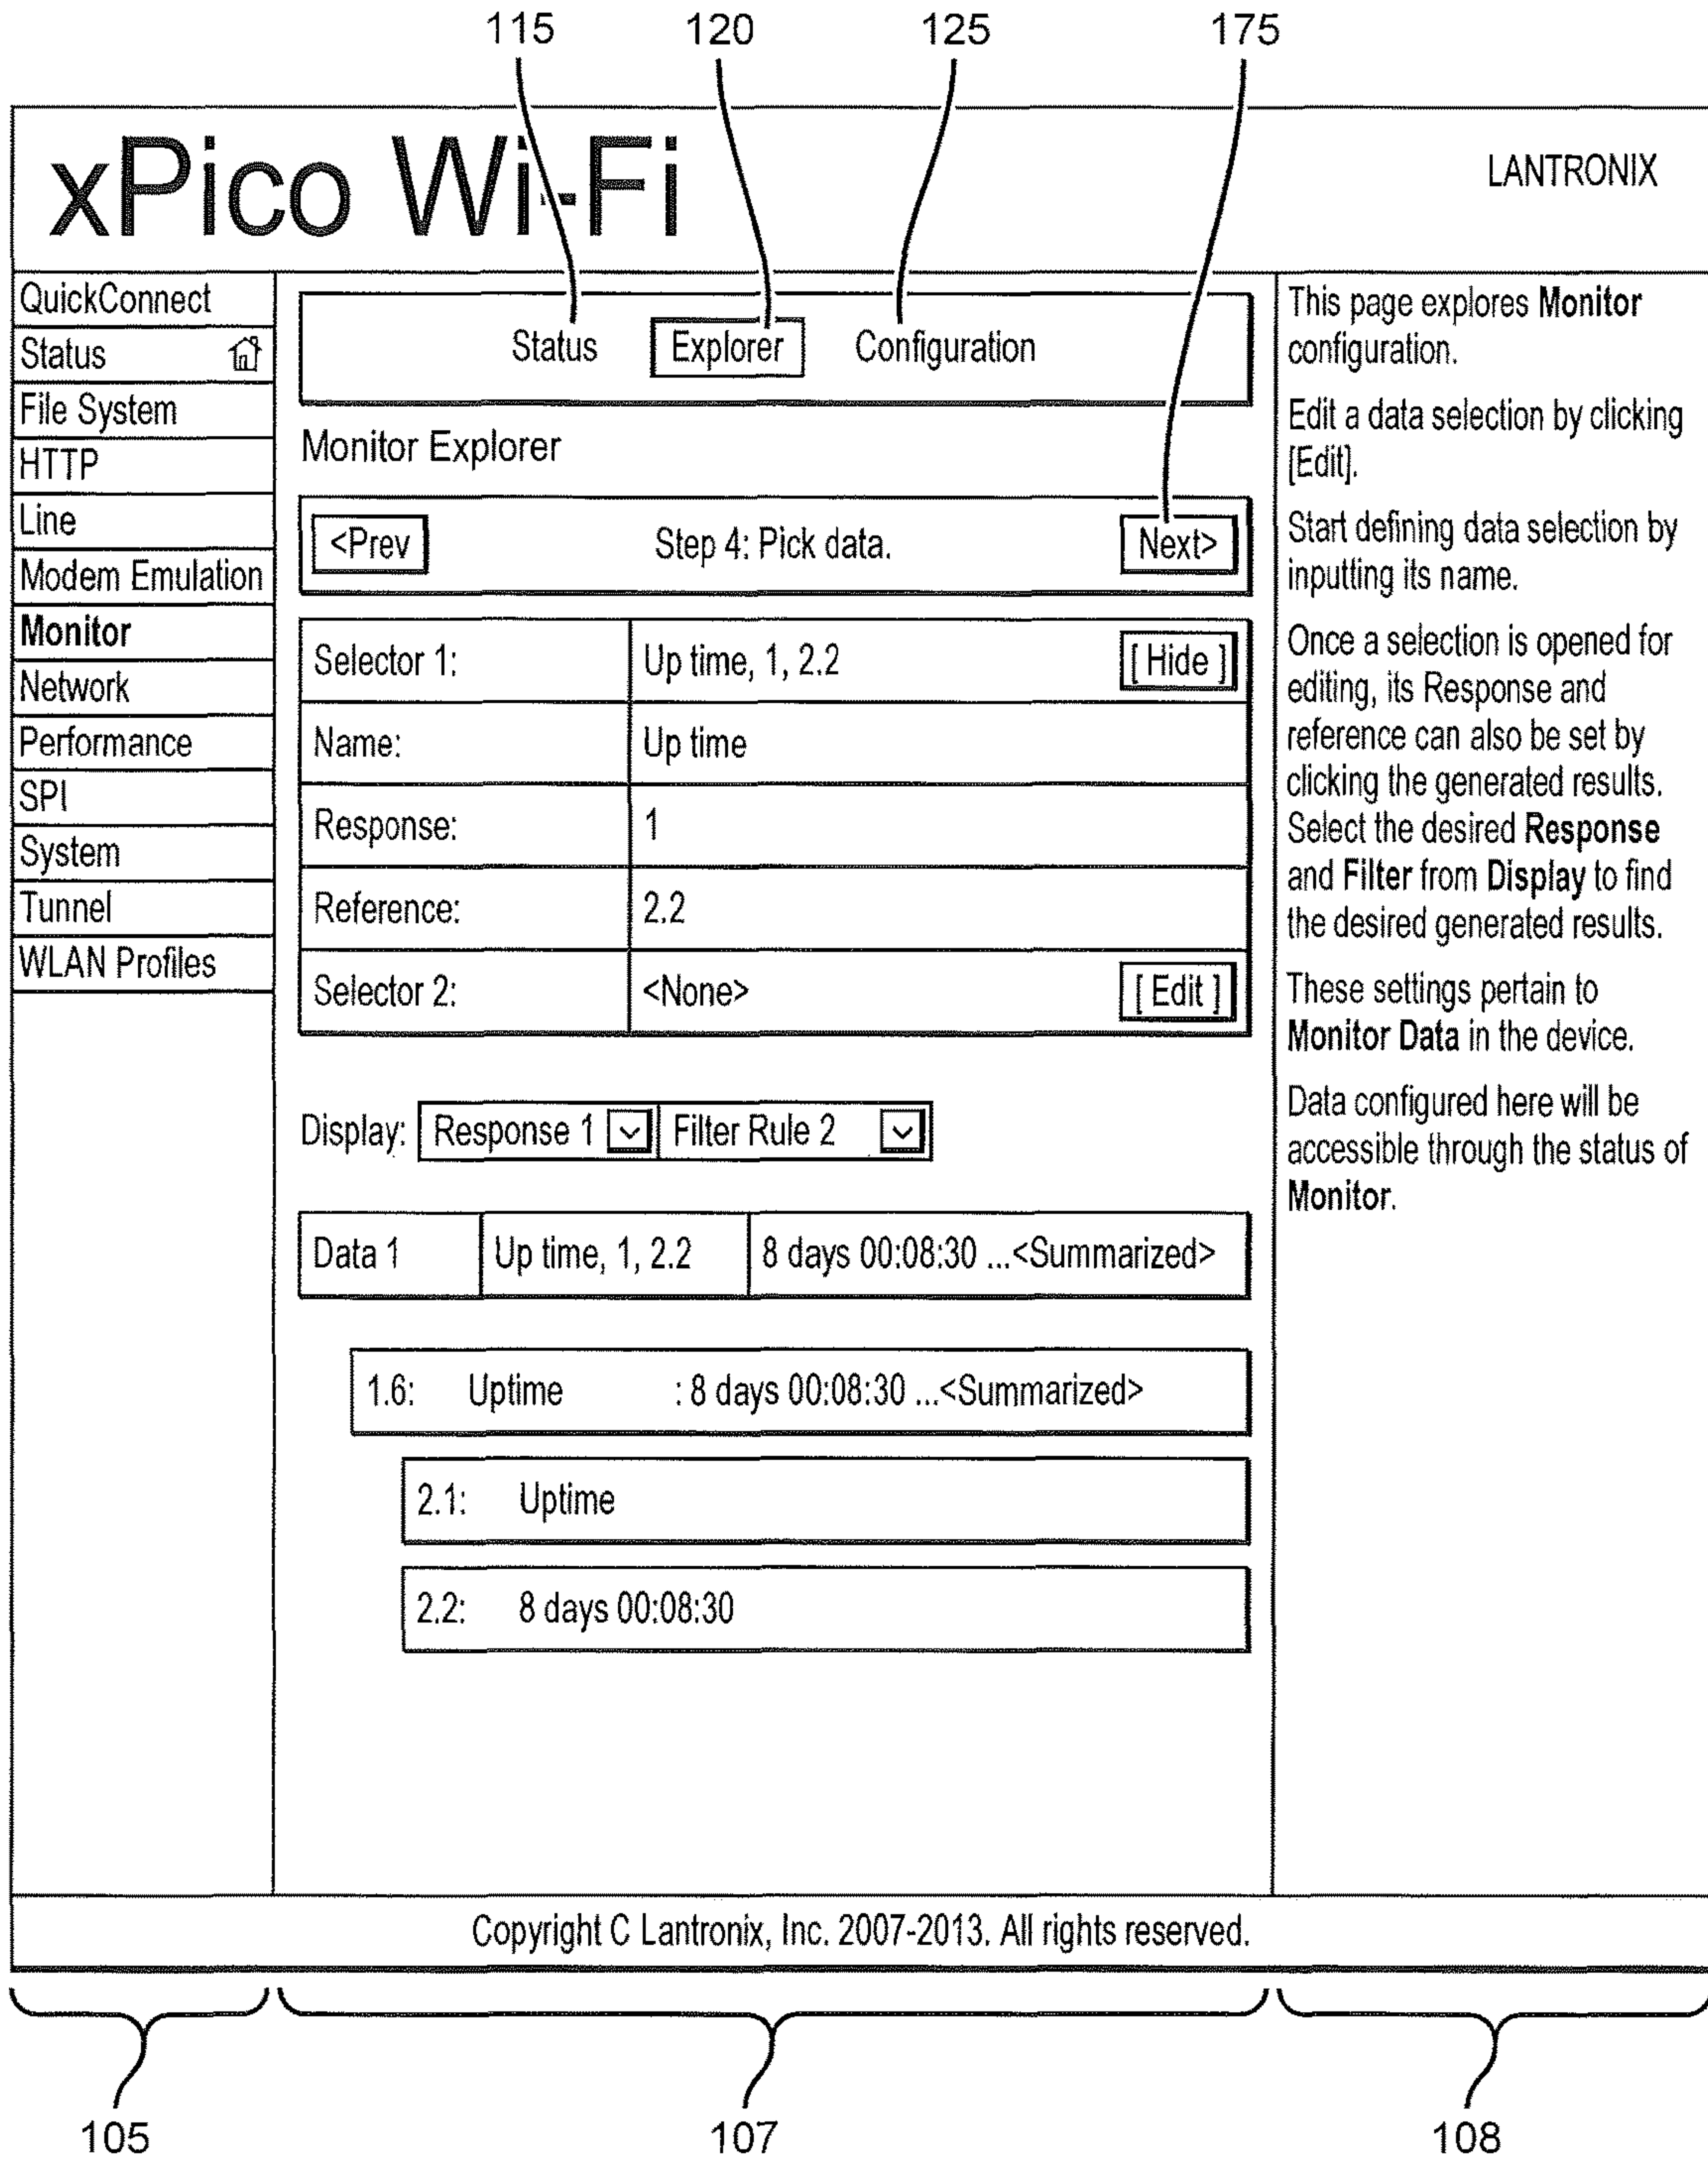 115 120 125 175
xPico Wi-Fi
LANTRONIX
QuickConnect
Status
File System
HTTP
Line
Modem Emulation
Monitor
Network
Performance
SPI
System
Tunnel
WLAN Profiles
Status Explorer Configuration
Monitor Explorer
<Prev Step 4: Pick data. Next>
Selector 1: Up time, 1, 2.2 [ Hide ]
Name: Up time
Response: 1
Reference: 2.2
Selector 2: <None> [ Edit ]
Display: Response 1 Filter Rule 2
Data 1 Up time, 1, 2.2 8 days 00:08:30 ...<Summarized>
1.6: Uptime : 8 days 00:08:30 ...<Summarized>
2.1: Uptime
2.2: 8 days 00:08:30
This page explores Monitor
configuration.
Edit a data selection by clicking
[Edit].
Start defining data selection by
inputting its name.
Once a selection is opened for
editing, its Response and
reference can also be set by
clicking the generated results.
Select the desired Response
and Filter from Display to find
the desired generated results.
These settings pertain to
Monitor Data in the device.
Data configured here will be
accessible through the status of
Monitor.
Copyright C Lantronix, Inc. 2007-2013. All rights reserved.
105 107 108